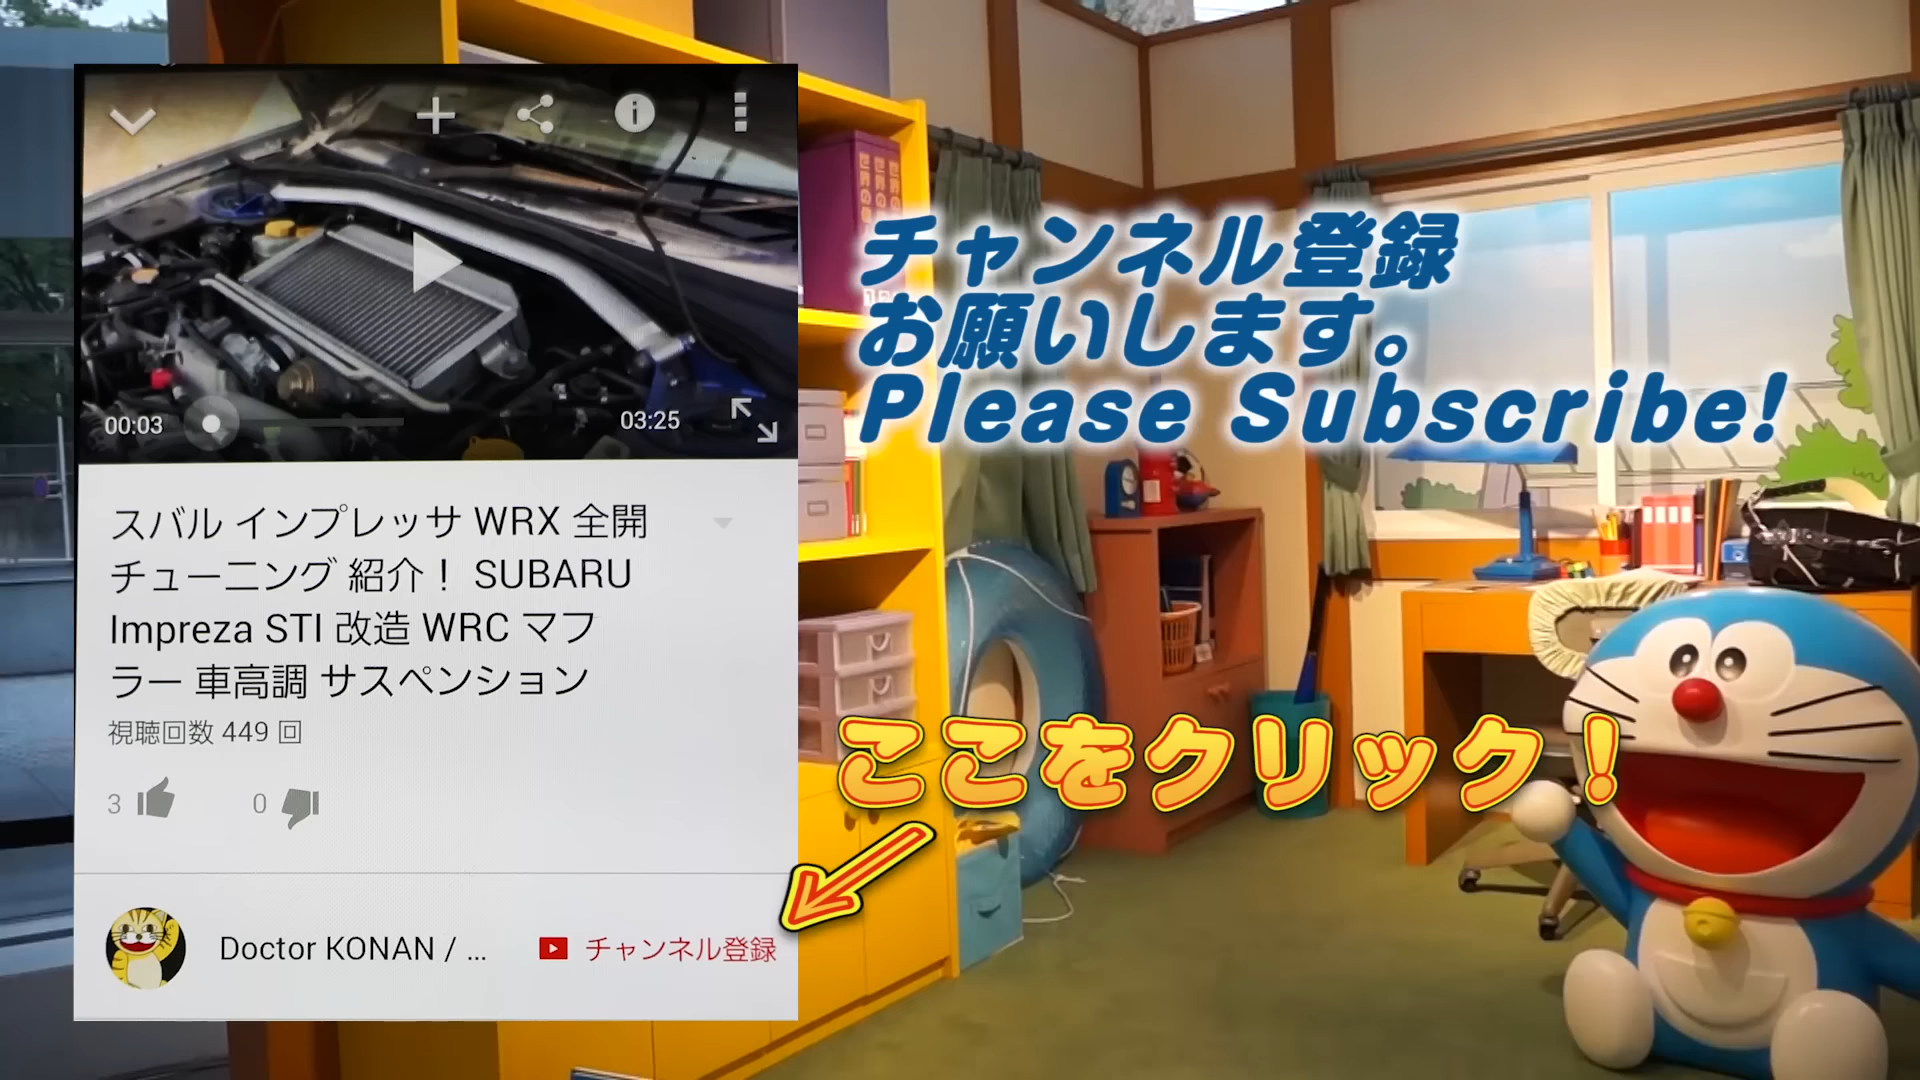 00:03
03:25
スバル インプレッサ WRX 全開
チューニング 紹介！ SUBARU
Impreza STI 改造 WRC マフ
ラー 車高調 サスペンション
視聴回数 449 回
3
0
Doctor KONAN / ...
チャンネル登録
チャンネル登録
お願いします。
Please Subscribe!
ここをクリック！